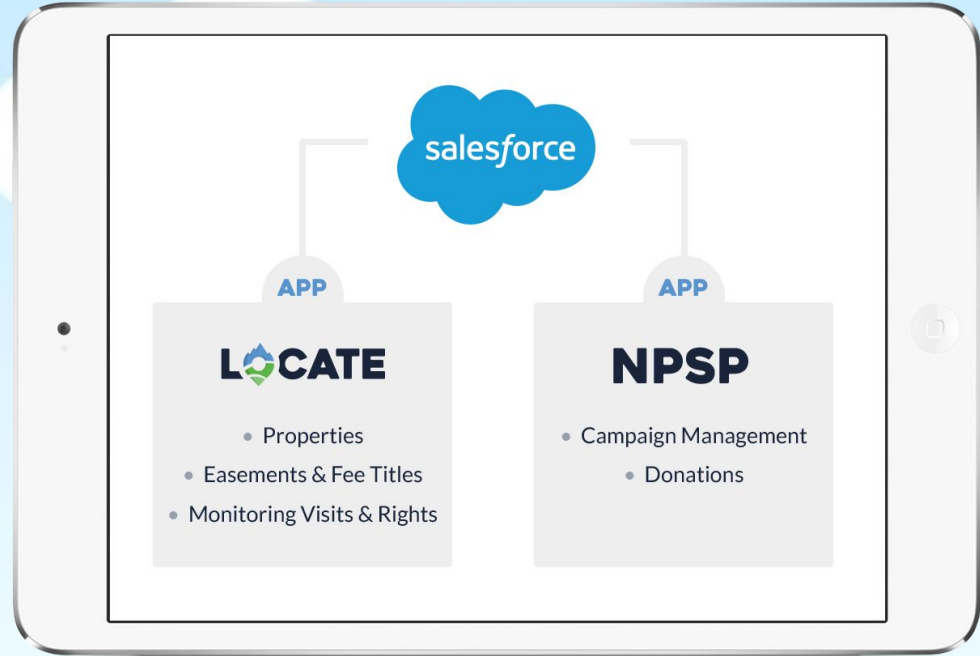 salesforce
APP
LOCATE
• Properties
• Easements & Fee Titles
• Monitoring Visits & Rights
APP
NPSP
• Campaign Management
• Donations